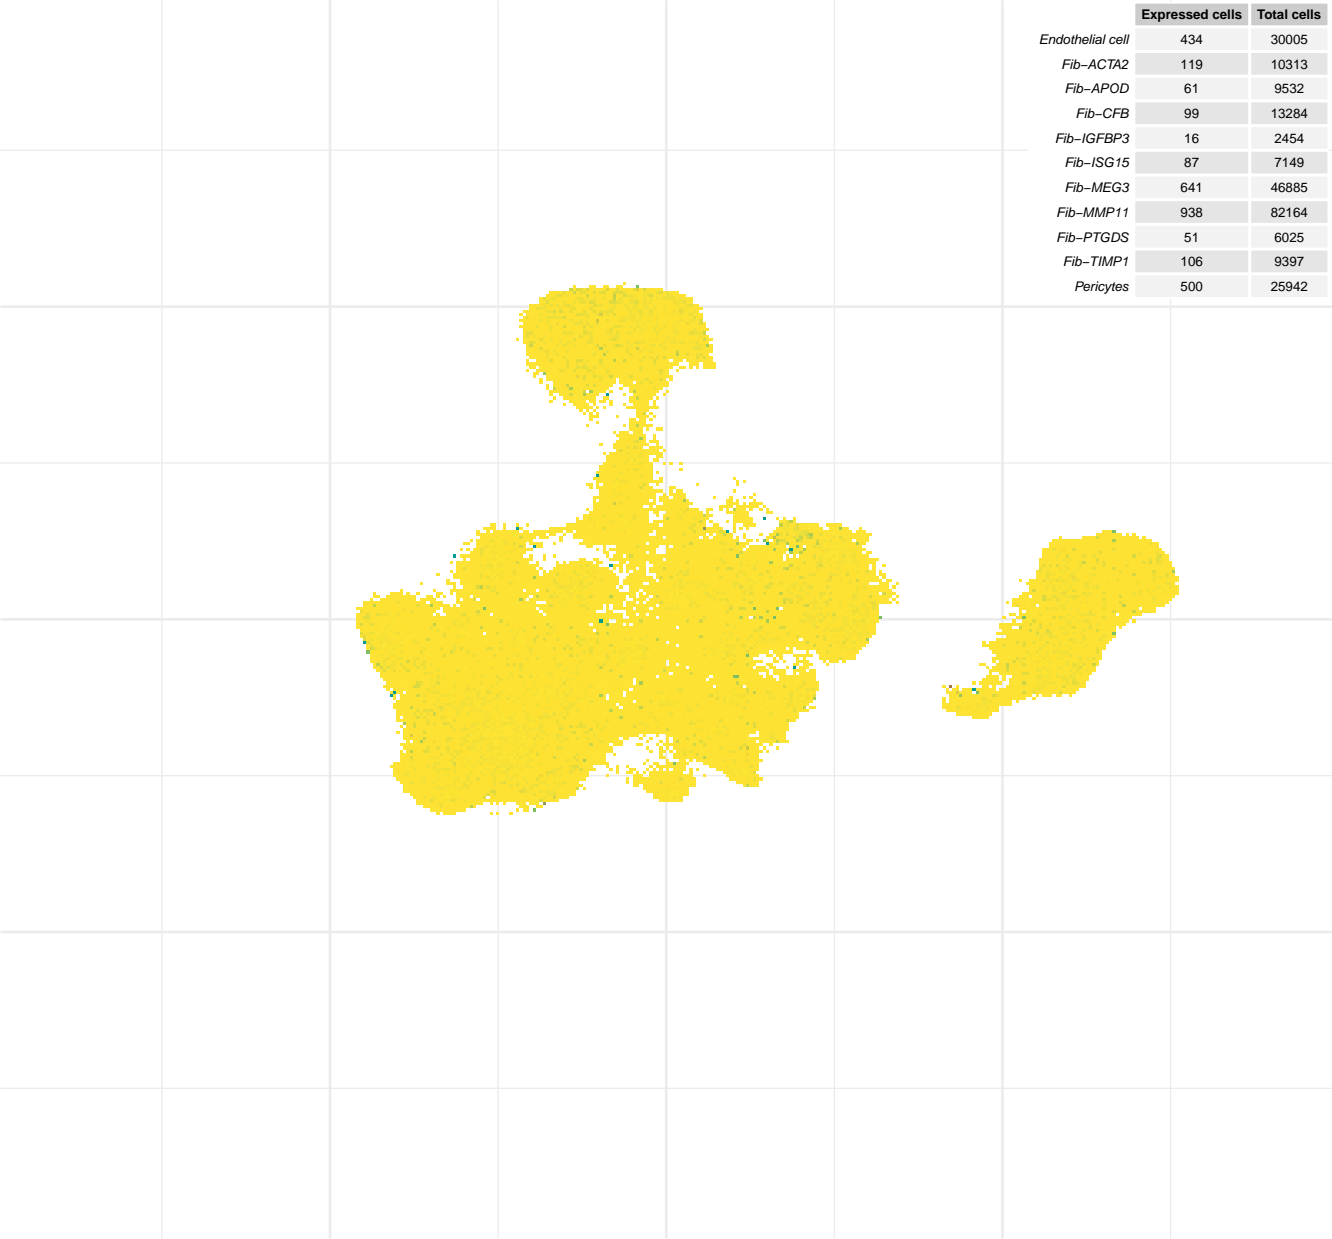 Expressed cells Total cells
Endothelial cell 434 30005
Fib−ACTA2 119 10313
Fib−APOD 61 9532
Fib−CFB 99 13284
Fib−IGFBP3 16 2454
Fib−ISG15 87 7149
Fib−MEG3 641 46885
Fib−MMP11 938 82164
Fib−PTGDS 51 6025
Fib−TIMP1 106 9397
Pericytes 500 25942